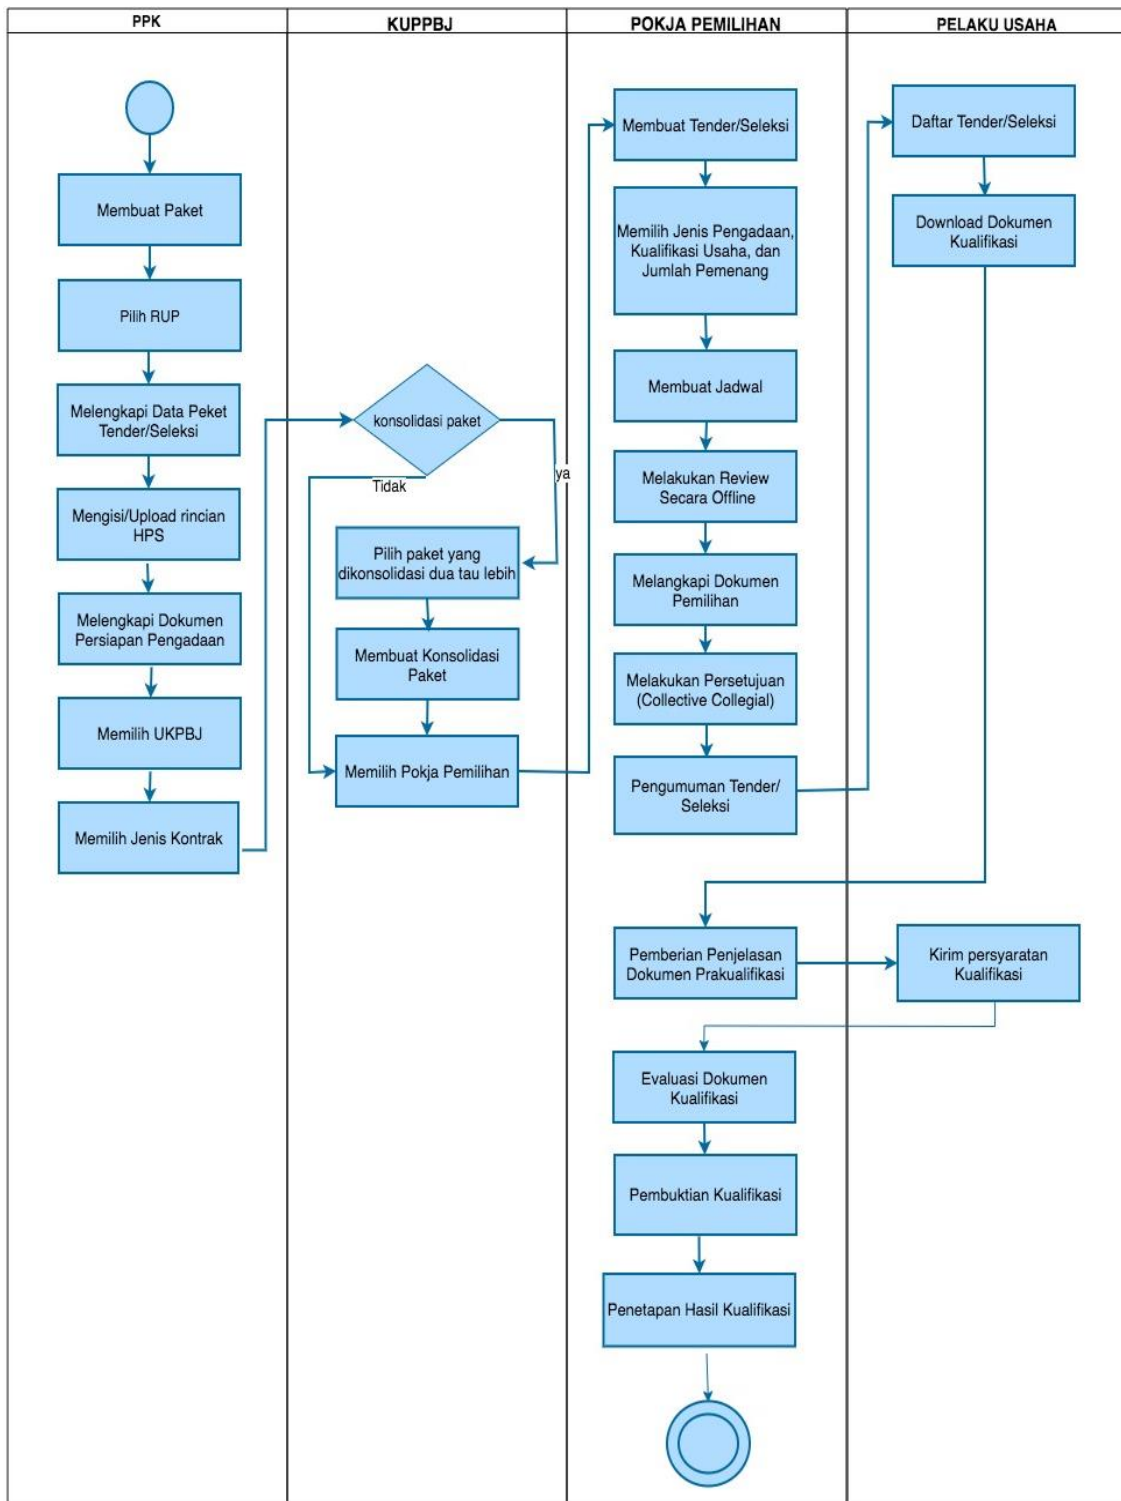 PPK
KUPPBJ
POKJA PEMILIHAN
PELAKU USAHA
Membuat Paket
Pilih RUP
Melengkapi Data Peket
Tender/Seleksi
Mengisi/Upload rincian
HPS
Melengkapi Dokumen
Persiapan Pengadaan
Memilih UKPBJ
Memilih Jenis Kontrak
konsolidasi paket
ya
Tidak
Pilih paket yang
dikonsolidasi dua tau lebih
Membuat Konsolidasi
Paket
Memilih Pokja Pemilihan
Membuat Tender/Seleksi
Memilih Jenis Pengadaan,
Kualifikasi Usaha, dan
Jumlah Pemenang
Membuat Jadwal
Melakukan Review
Secara Offline
Melangkapi Dokumen
Pemilihan
Melakukan Persetujuan
(Collective Collegial)
Pengumuman Tender/
Seleksi
Daftar Tender/Seleksi
Download Dokumen
Kualifikasi
Pemberian Penjelasan
Dokumen Prakualifikasi
Kirim persyaratan
Kualifikasi
Evaluasi Dokumen
Kualifikasi
Pembuktian Kualifikasi
Penetapan Hasil Kualifikasi